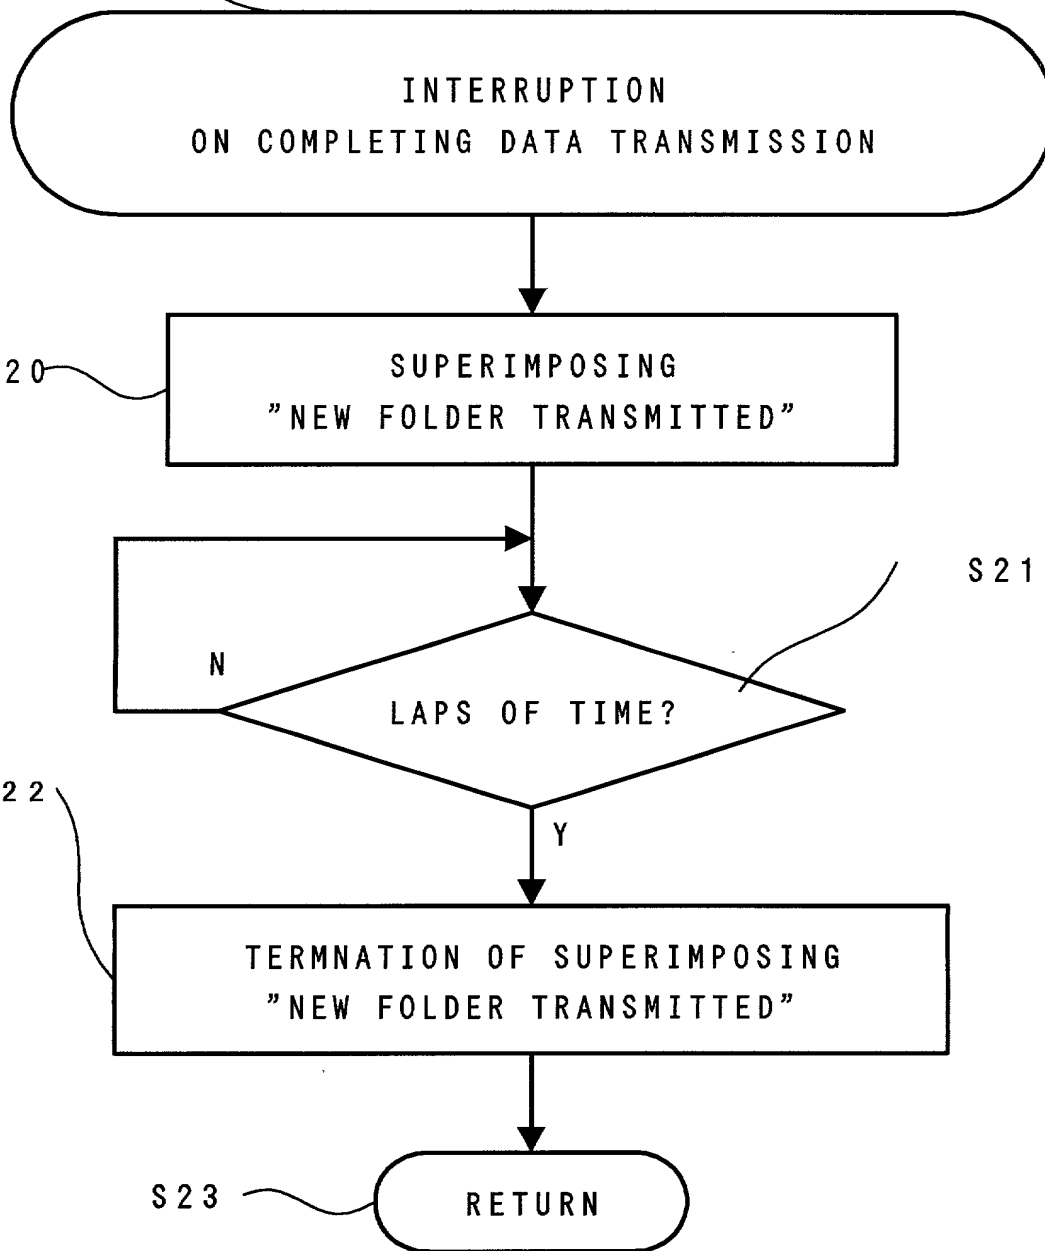 INTERRUPTION
ON COMPLETING DATA TRANSMISSION
20
SUPERIMPOSING
"NEW FOLDER TRANSMITTED"
S21
N
LAPS OF TIME?
22
Y
TERMNATION OF SUPERIMPOSING
"NEW FOLDER TRANSMITTED"
S23
RETURN